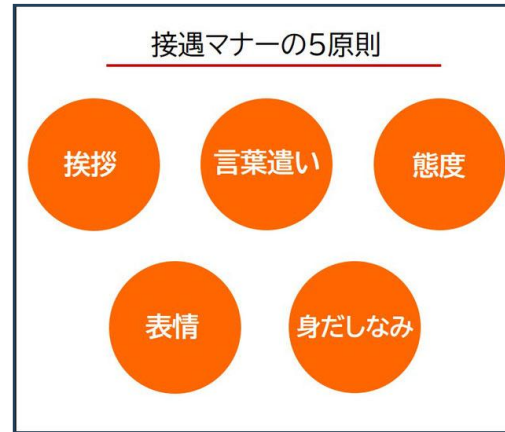 接遇マナーの5原則
挨拶
言葉遣い
態度
表情
身だしなみ